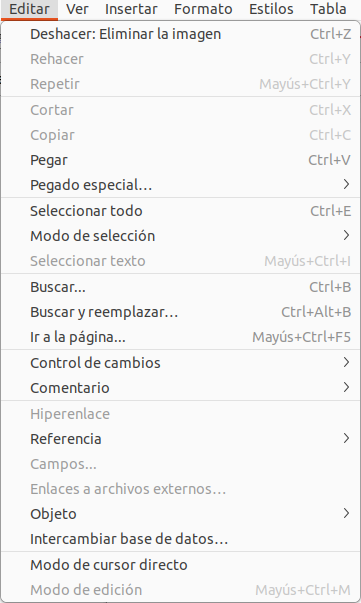 Editar Ver Insertar Formato Estilos Tabla
Deshacer: Eliminar la imagen Ctrl+Z
Rehacer Ctrl+Y
Repetir Mayús+Ctrl+Y
Cortar Ctrl+X
Copiar Ctrl+C
Pegar Ctrl+V
Pegado especial...
Seleccionar todo Ctrl+E
Modo de selección
Seleccionar texto Mayús+Ctrl+I
Buscar... Ctrl+B
Buscar y reemplazar... Ctrl+Alt+B
Ir a la página... Mayús+Ctrl+F5
Control de cambios
Comentario
Hiperenlace
Referencia
Campos...
Enlaces a archivos externos...
Objeto
Intercambiar base de datos...
Modo de cursor directo
Modo de edición Mayús+Ctrl+M